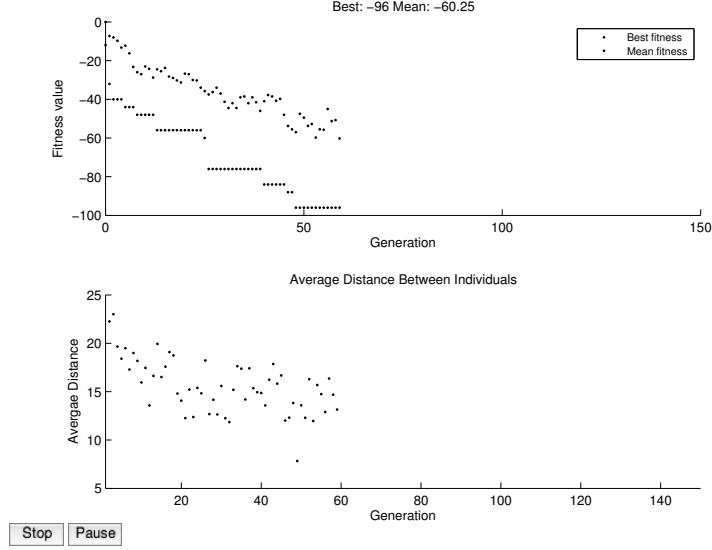 Best: −96 Mean: −60.25
0
−20
−40
−60
−80
−100
Fitness value
Best fitness
Mean fitness
0 50 100 150
Generation
Average Distance Between Individuals
25
20
15
10
5
Avergae Distance
20 40 60 80 100 120 140
Generation
Stop Pause